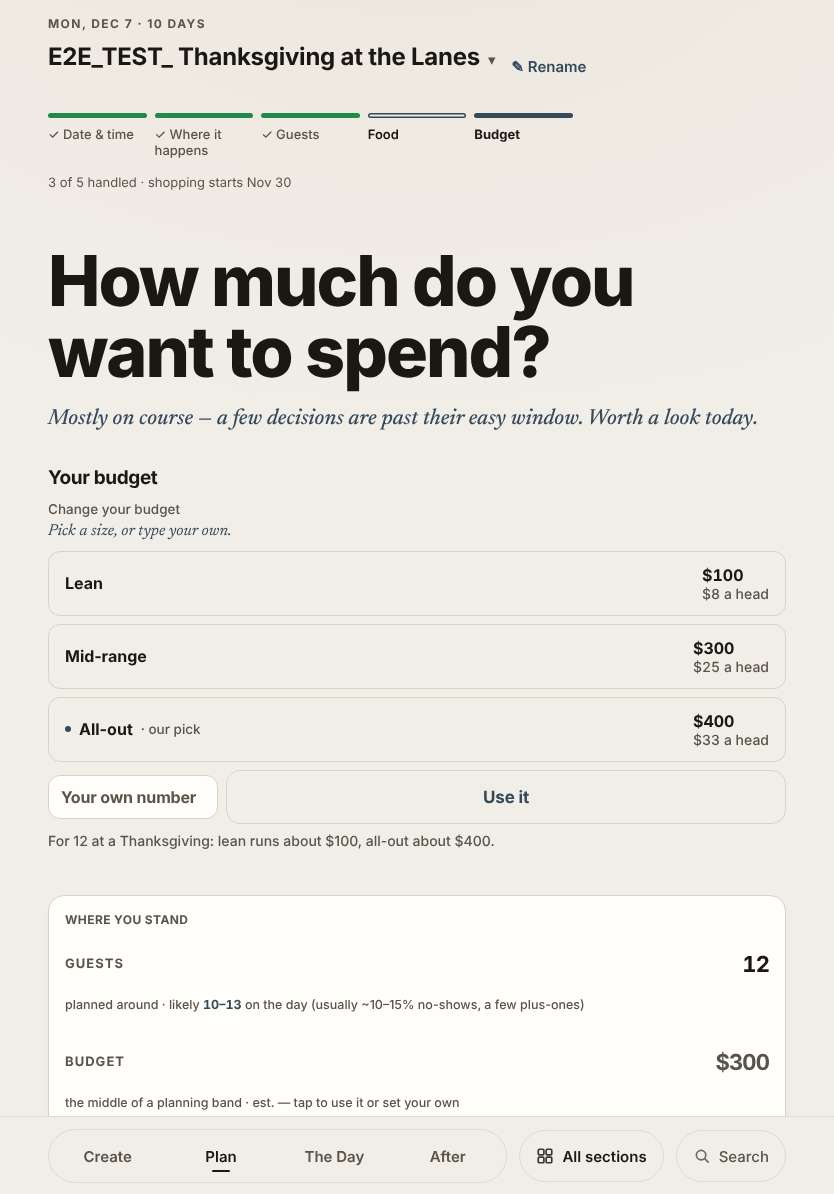 MON, DEC 7 · 10 DAYS
E2E_TEST_ Thanksgiving at the Lanes ▾ ✎ Rename
✓ Date & time
✓ Where it happens
✓ Guests
Food
Budget
3 of 5 handled · shopping starts Nov 30
How much do you
want to spend?
Mostly on course — a few decisions are past their easy window. Worth a look today.
Your budget
Change your budget
Pick a size, or type your own.
Lean
$100
$8 a head
Mid-range
$300
$25 a head
All-out · our pick
$400
$33 a head
Your own number
Use it
For 12 at a Thanksgiving: lean runs about $100, all-out about $400.
WHERE YOU STAND
GUESTS
12
planned around · likely 10–13 on the day (usually ~10–15% no-shows, a few plus-ones)
BUDGET
$300
the middle of a planning band · est. — tap to use it or set your own
Create
Plan
The Day
After
All sections
Search